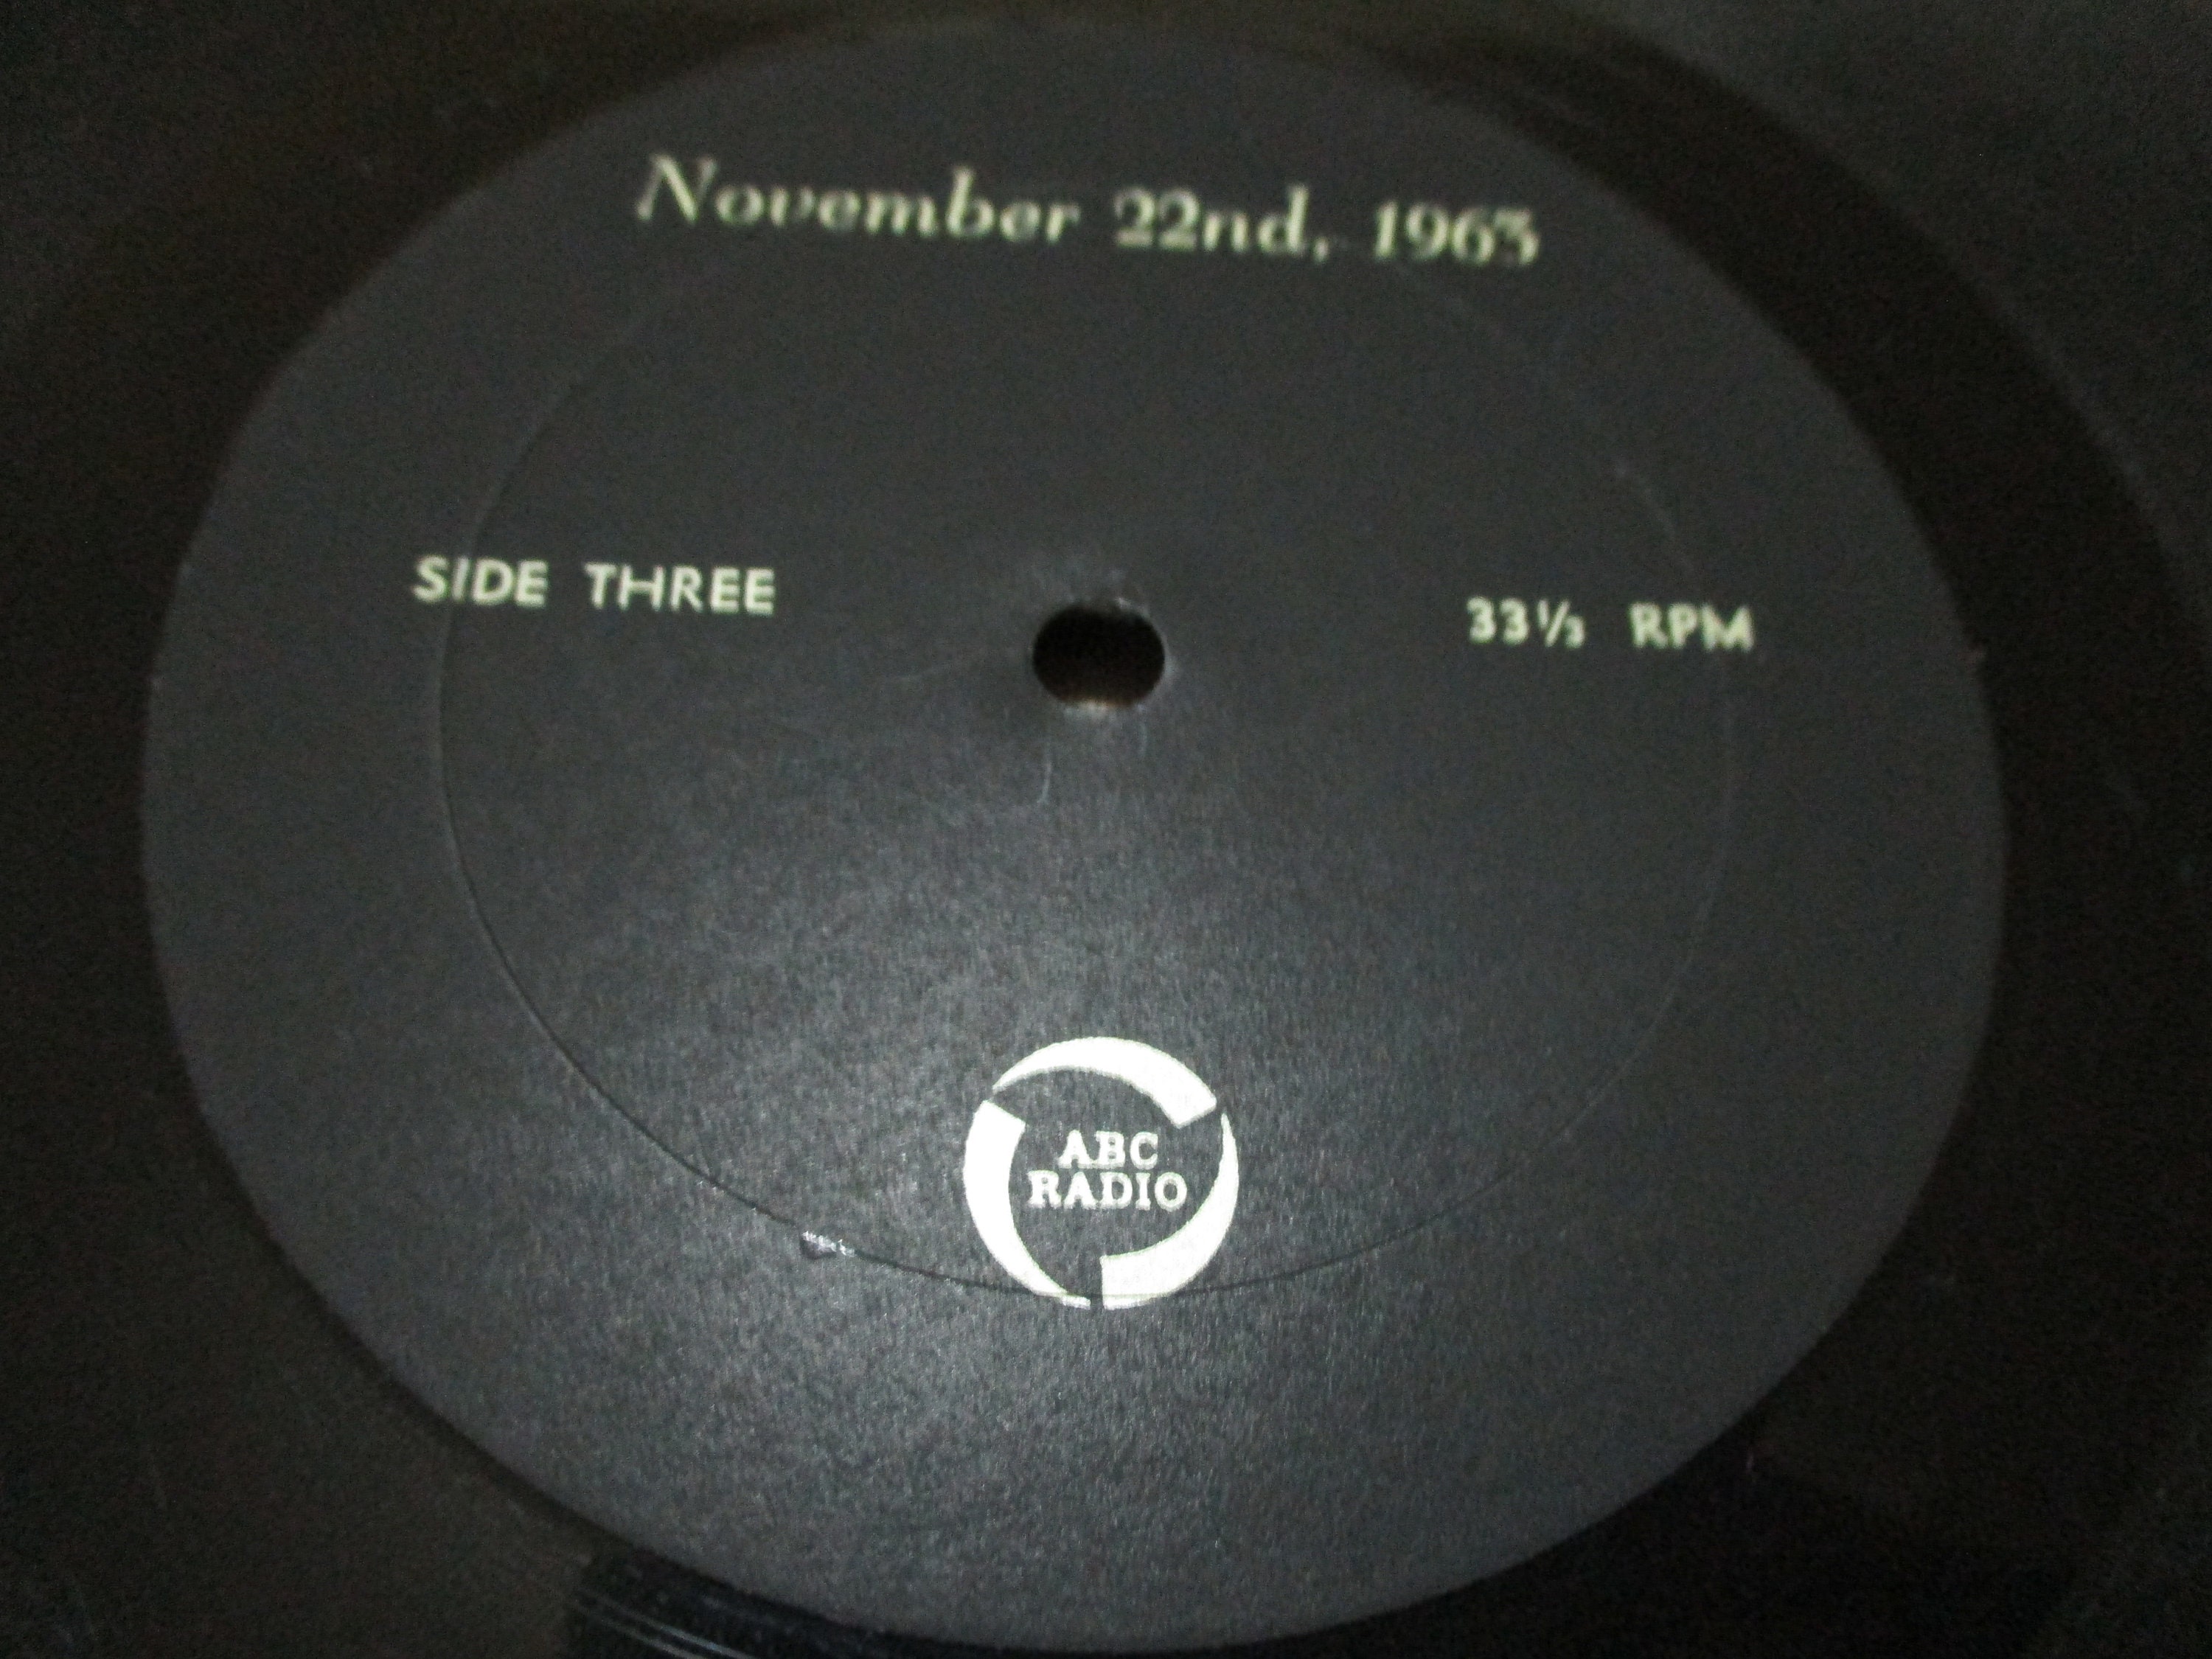 November 22nd, 1963
SIDE THREE
33⅓ RPM
ABC
RADIO